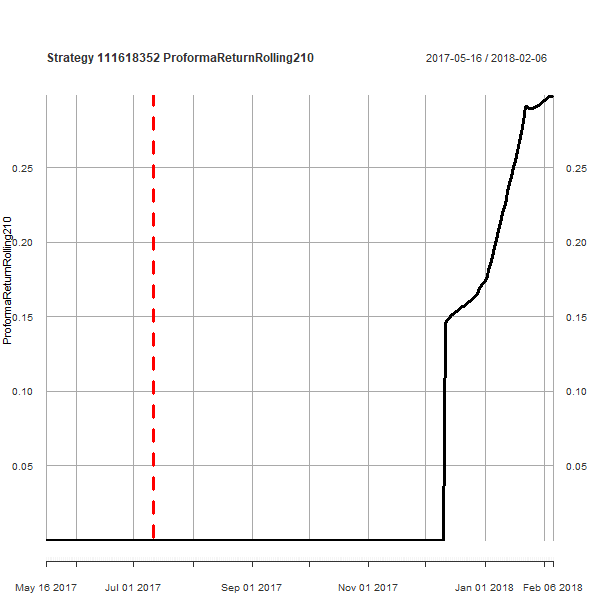 Strategy 111618352 ProformaReturnRolling210
2017-05-16 / 2018-02-06
ProformaReturnRolling210
0.25 0.25
0.20 0.20
0.15 0.15
0.10 0.10
0.05 0.05
May 16 2017 Jul 01 2017 Sep 01 2017 Nov 01 2017 Jan 01 2018 Feb 06 2018